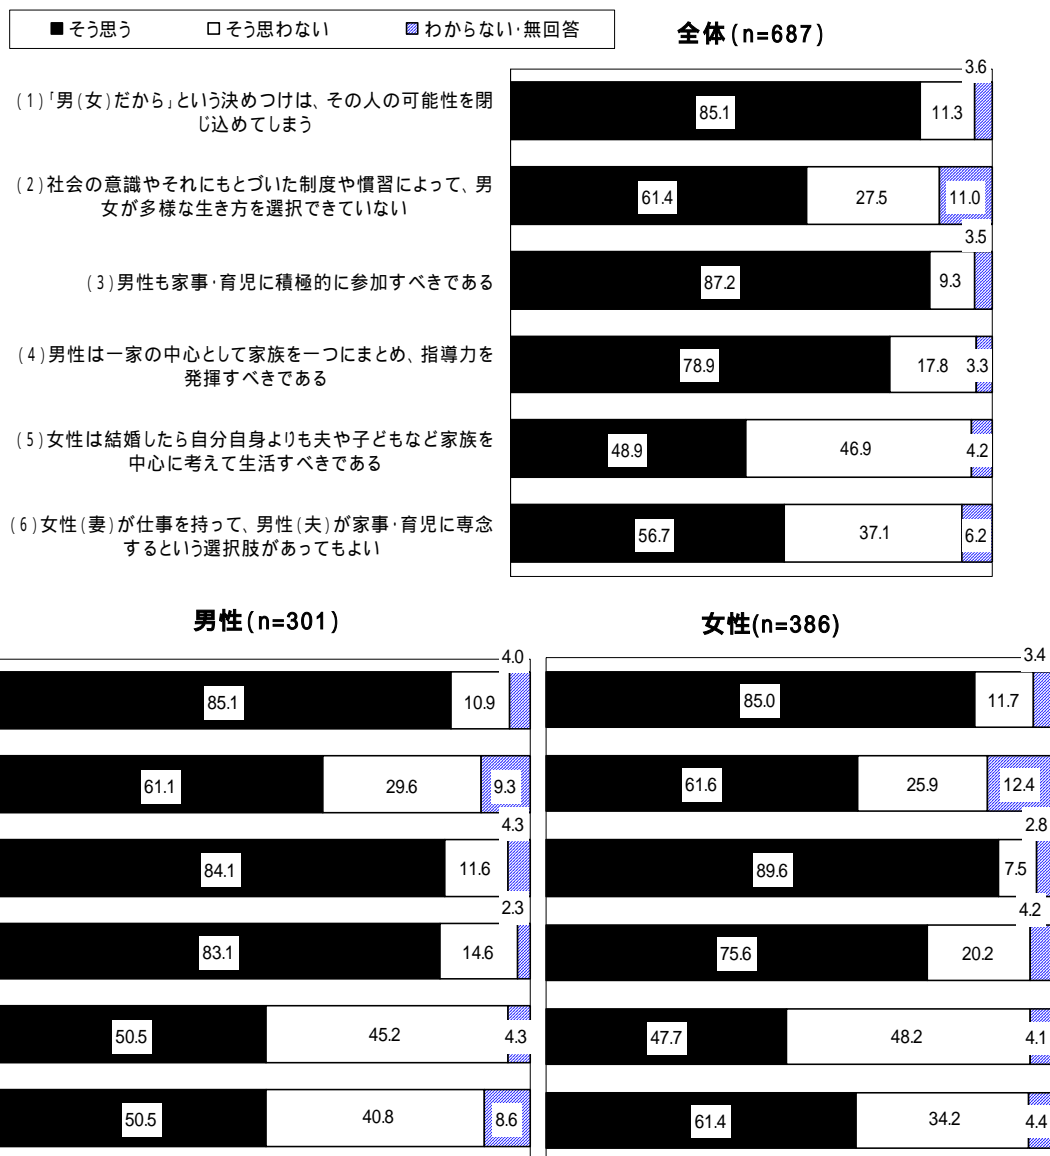 ■ そう思う □ そう思わない ▨ わからない・無回答
全体(n=687)
(1)「男(女)だから」という決めつけは、その人の可能性を閉
じ込めてしまう
85.1 11.3 3.6
(2)社会の意識やそれにもとづいた制度や慣習によって、男
女が多様な生き方を選択できていない
61.4 27.5 11.0
(3)男性も家事・育児に積極的に参加すべきである
87.2 9.3 3.5
(4)男性は一家の中心として家族を一つにまとめ、指導力を
発揮すべきである
78.9 17.8 3.3
(5)女性は結婚したら自分自身よりも夫や子どもなど家族を
中心に考えて生活すべきである
48.9 46.9 4.2
(6)女性(妻)が仕事を持って、男性(夫)が家事・育児に専念
するという選択肢があってもよい
56.7 37.1 6.2
男性(n=301)
85.1 10.9 4.0
61.1 29.6 9.3
84.1 11.6 4.3
83.1 14.6 2.3
50.5 45.2 4.3
50.5 40.8 8.6
女性(n=386)
85.0 11.7 3.4
61.6 25.9 12.4
89.6 7.5 2.8
75.6 20.2 4.2
47.7 48.2 4.1
61.4 34.2 4.4